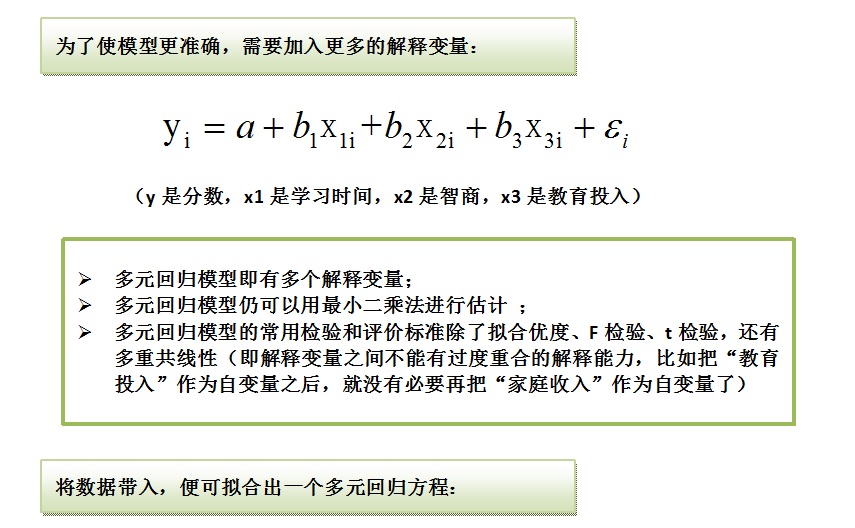 为了使模型更准确，需要加入更多的解释变量：
y_i = a + b_1x_{1i} + b_2x_{2i} + b_3x_{3i} + ε_i
（y 是分数，x1 是学习时间，x2 是智商，x3 是教育投入）
➢ 多元回归模型即有多个解释变量；
➢ 多元回归模型仍可以用最小二乘法进行估计 ；
➢ 多元回归模型的常用检验和评价标准除了拟合优度、F 检验、t 检验，还有
多重共线性（即解释变量之间不能有过度重合的解释能力，比如把“教育
投入”作为自变量之后，就没有必要再把“家庭收入”作为自变量了）
将数据带入，便可拟合出一个多元回归方程：